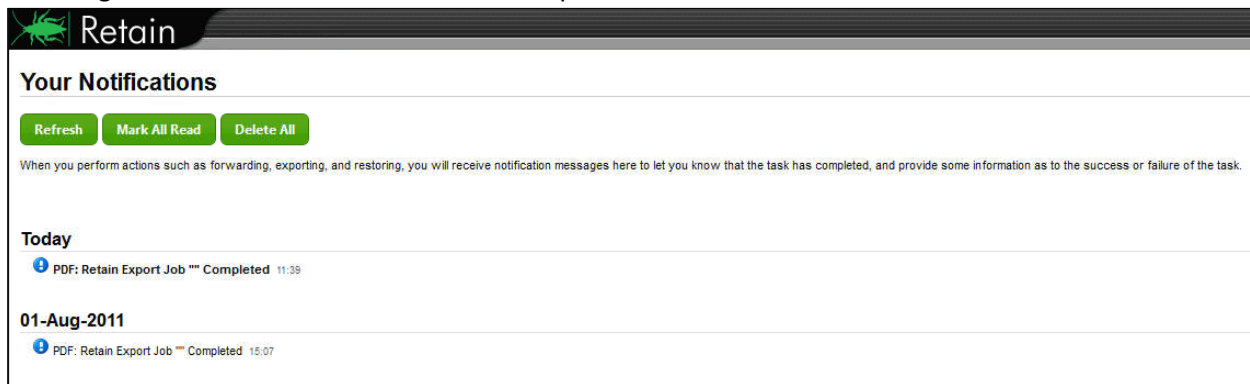 Retain
Your Notifications
Refresh Mark All Read Delete All
When you perform actions such as forwarding, exporting, and restoring, you will receive notification messages here to let you know that the task has completed, and provide some information as to the success or failure of the task.
Today
PDF: Retain Export Job "" Completed 11:39
01-Aug-2011
PDF: Retain Export Job "" Completed 15:07